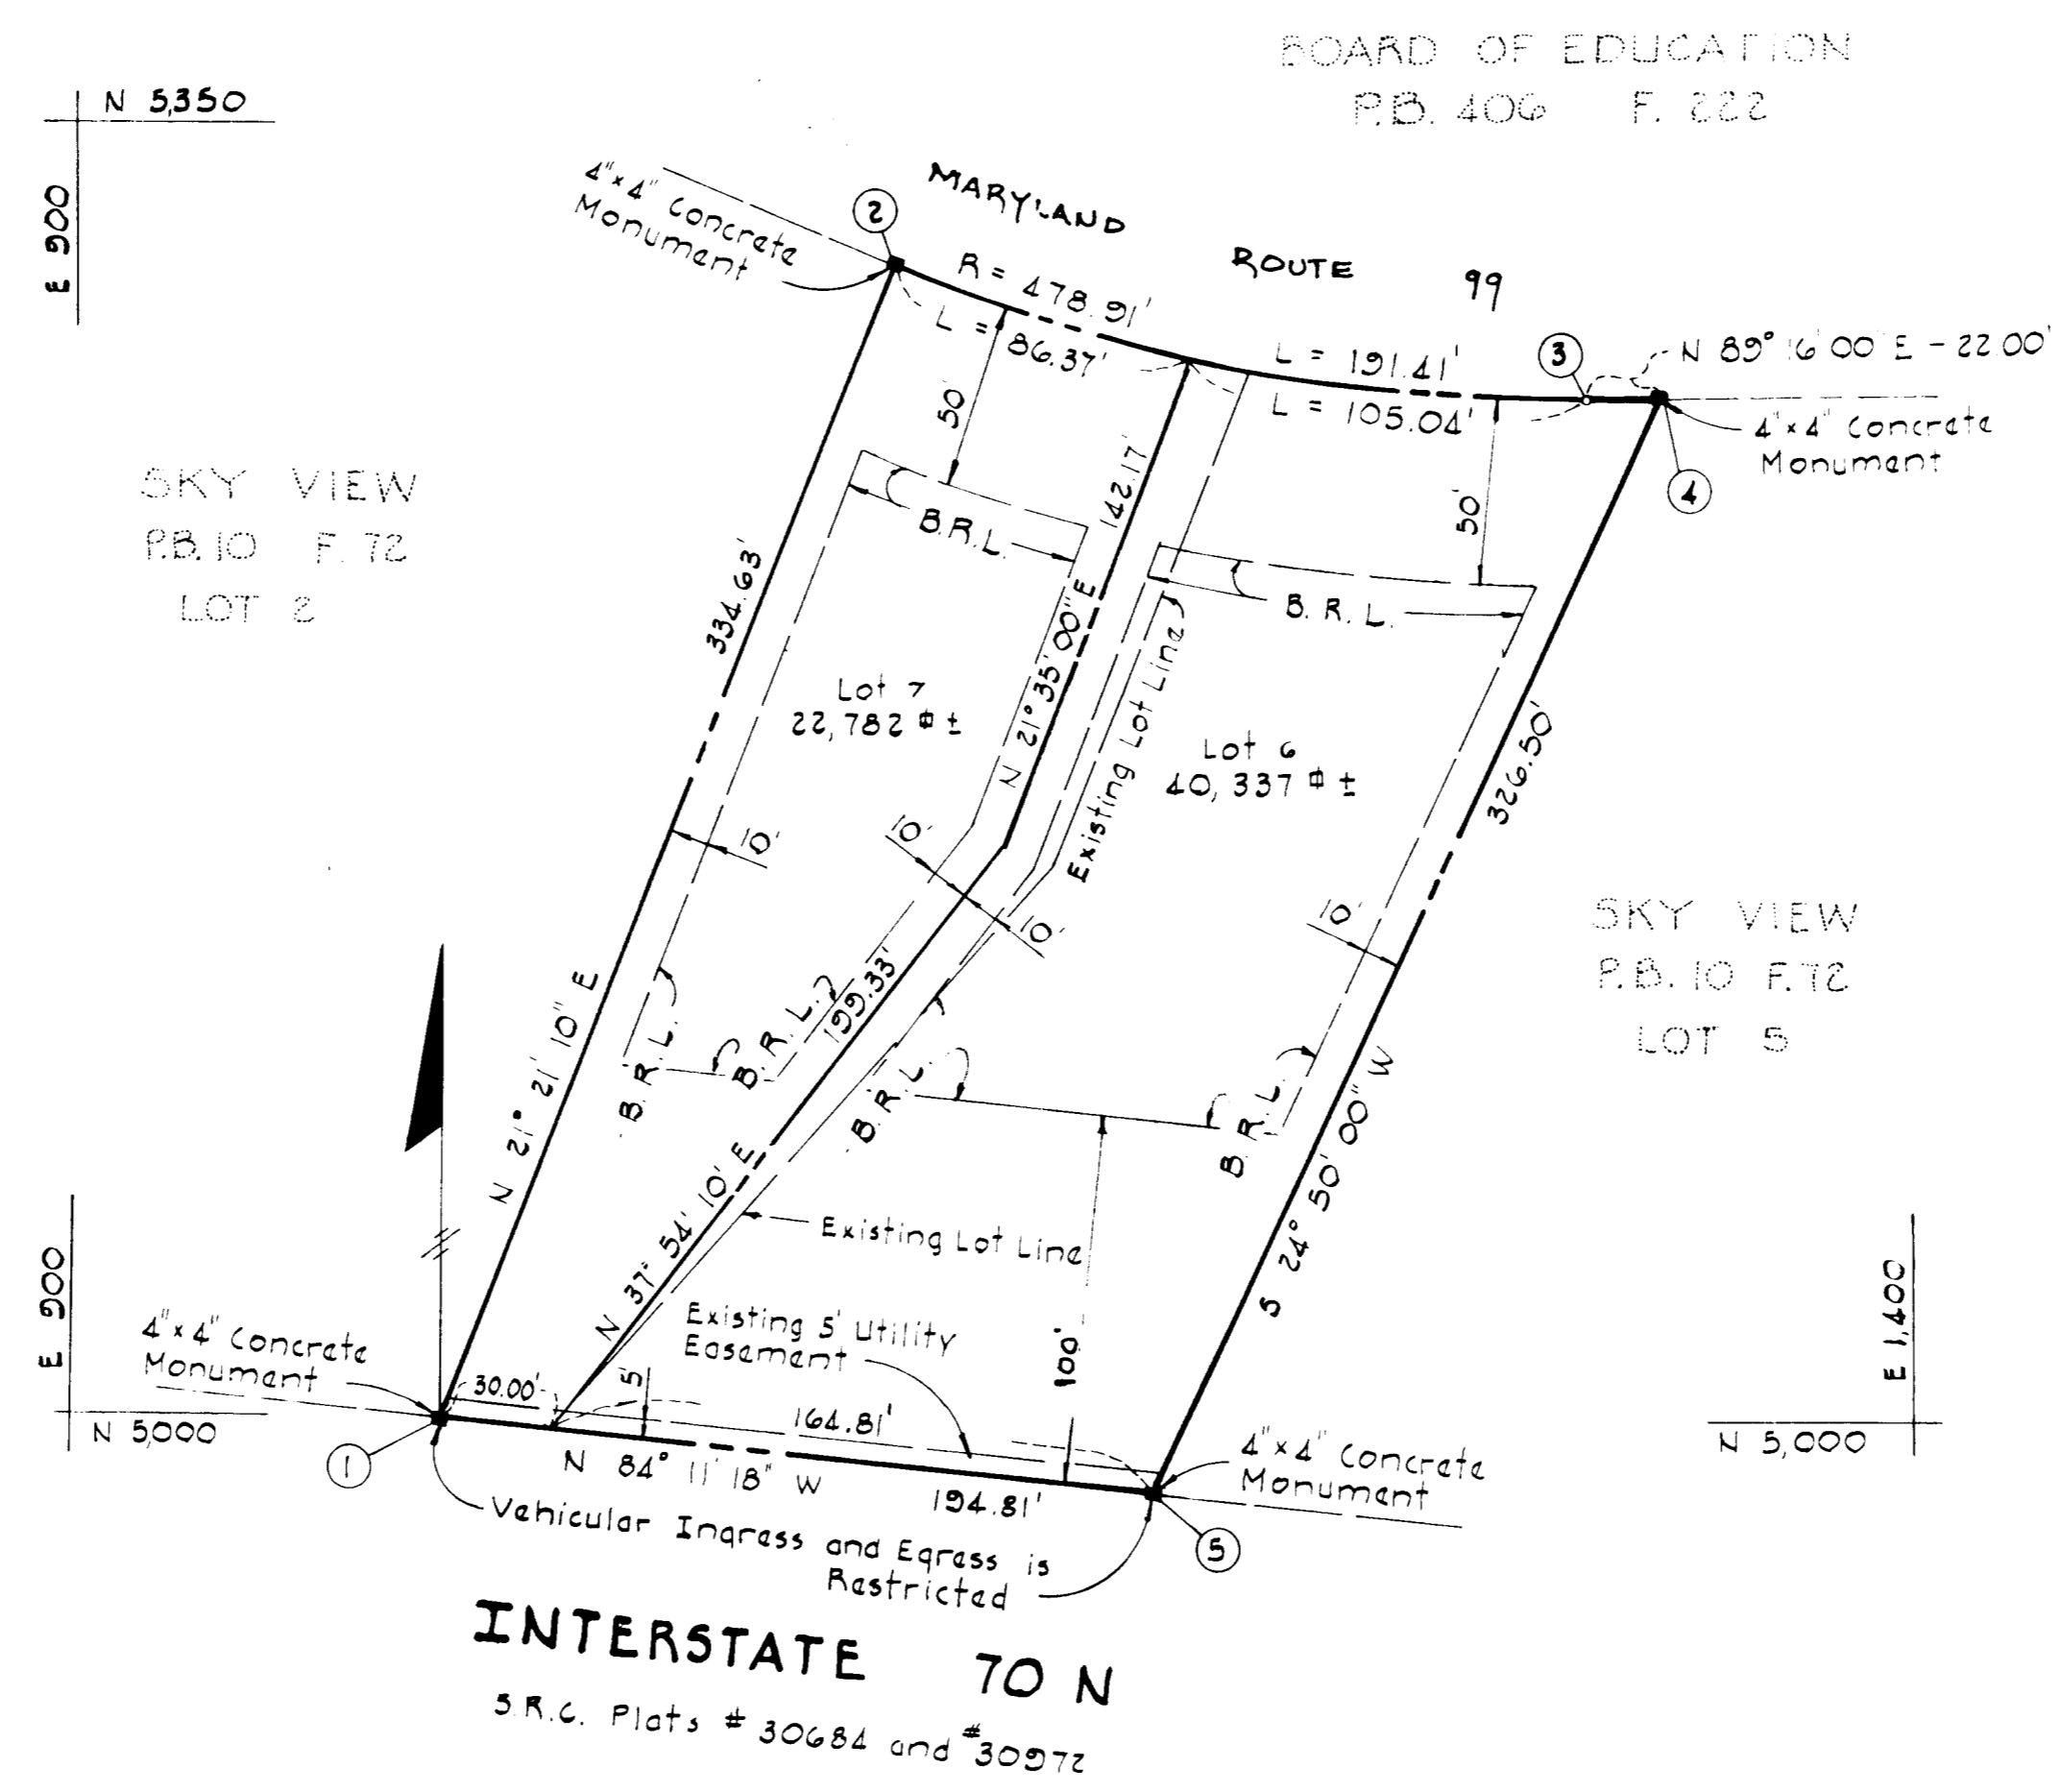 BOARD OF EDUCATION
P.B. 406 F. 222
N 5,350
E 900
4"x 4" Concrete
Monument
2
MARYLAND ROUTE 99
R = 478.91'
L = 86.37'
L = 191.41'
L = 105.04'
3
N 89° 16' 00" E - 22.00'
4"x 4" Concrete
Monument
4
50'
50'
SKY VIEW
P.B. 10 F. 72
LOT 2
B.R.L.
B.R.L.
142.17'
N 21° 35' 00" E
334.63'
N 21° 21' 10" E
Existing Lot Line
Lot 7
22,782 ⏍ ±
Lot 6
40,337 ⏍ ±
326.50'
S 24° 50' 00" W
10'
10'
10'
10'
SKY VIEW
P.B. 10 F. 72
LOT 5
199.33'
N 37° 54' 10" E
B.R.L.
B.R.L.
B.R.L.
B.R.L.
Existing Lot Line
Existing 5' Utility
Easement
100'
E 900
N 5,000
E 1,400
N 5,000
4"x 4" Concrete
Monument
1
30.00'
5'
164.81'
N 84° 11' 18" W
194.81'
4"x 4" Concrete
Monument
5
Vehicular Ingress and Egress is
Restricted
INTERSTATE 70 N
S.R.C. Plats # 30684 and #30972